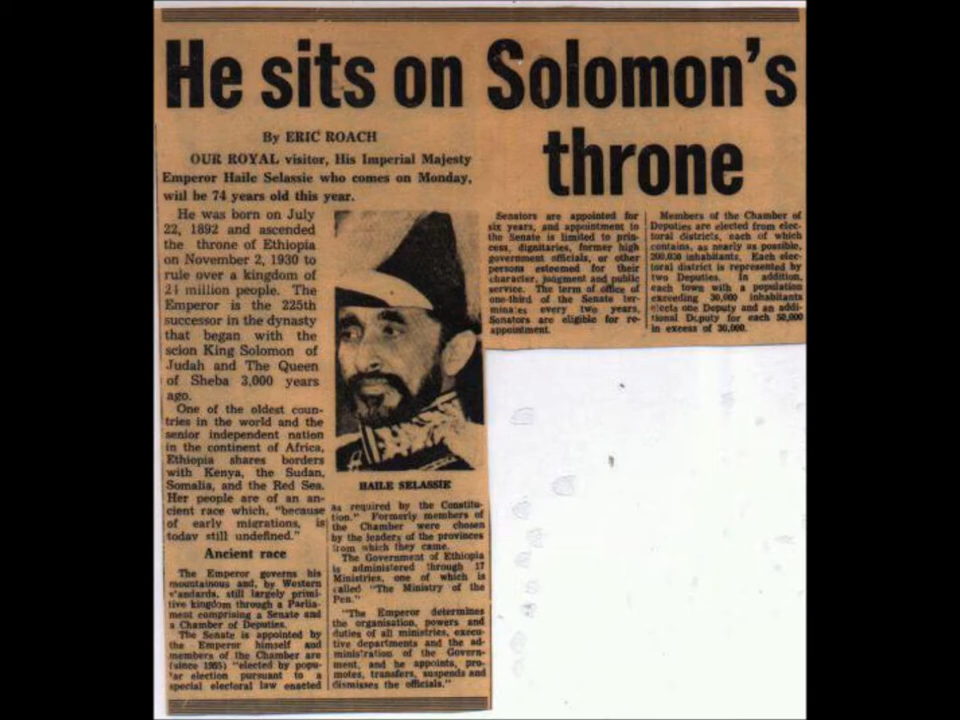 He sits on Solomon's
throne
By ERIC ROACH
OUR ROYAL visitor, His Imperial Majesty
Emperor Haile Selassie who comes on Monday,
will be 74 years old this year.
He was born on July
22, 1892 and ascended
the throne of Ethiopia
on November 2, 1930 to
rule over a kingdom of
21 million people. The
Emperor is the 225th
successor in the dynasty
that began with the
scion King Solomon of
Judah and The Queen
of Sheba 3,000 years
ago.
One of the oldest coun-
tries in the world and the
senior independent nation
in the continent of Africa,
Ethiopia shares borders
with Kenya, the Sudan,
Somalia, and the Red Sea.
Her people are of an an-
cient race which, "because
of early migrations, is
today still undefined."
Ancient race
The Emperor governs his
mountainous and, by Western
standards, still largely primi-
tive kingdom through a Parlia-
ment comprising a Senate and
a Chamber of Deputies.
The Senate is appointed by
the Emperor himself and
members of the Chamber are
(since 1955) "elected by popu-
lar election pursuant to a
special electoral law enacted
HAILE SELASSIE
as required by the Constitu-
tion." Formerly members of
the Chamber were chosen
by the leaders of the provinces
from which they came.
The Government of Ethiopia
is administered through 17
Ministries, one of which is
called "The Ministry of the
Pen."
"The Emperor determines
the organisation, powers and
duties of all ministries, execu-
tive departments and the ad-
ministration of the Govern-
ment, and he appoints, pro-
motes, transfers, suspends and
dismisses the officials."
Senators are appointed for
six years, and appointment to
the Senate is limited to prin-
cess, dignitaries, former high
government officials, or other
persons esteemed for their
character, judgment and public
service. The term of office of
one-third of the Senate ter-
minates every two years,
Senators are eligible for re-
appointment.
Members of the Chamber of
Deputies are elected from elec-
toral districts, each of which
contains, as nearly as possible,
200,000 inhabitants. Each elec-
toral district is represented by
two Deputies. In addition,
each town with a population
exceeding 30,000 inhabitants
elects one Deputy and an addi-
tional Deputy for each 50,000
in excess of 30,000.